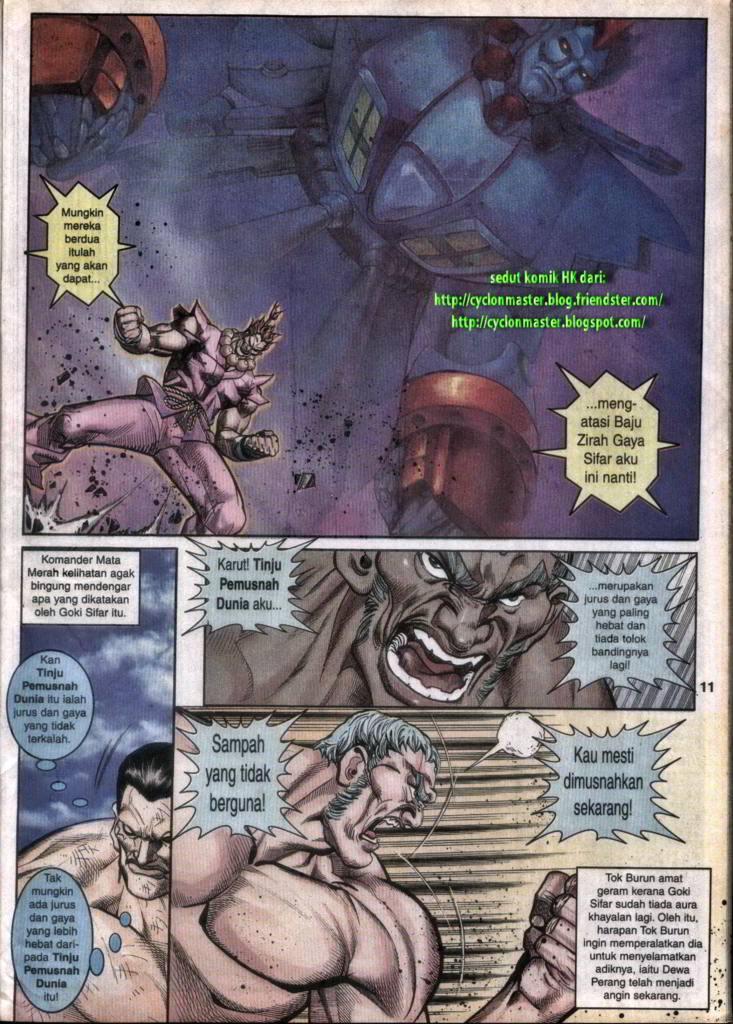 Mungkin
mereka
berdua
itulah
yang akan
dapat...
sedut komik HK dari:
http://cyclonmaster.blog.friendster.com/
http://cyclonmaster.blogspot.com/
...meng-
atasi Baju
Zirah Gaya
Sifar aku
ini nanti!
Komander Mata
Merah kelihatan agak
bingung mendengar
apa yang dikatakan
oleh Goki Sifar itu.
Kan
Tinju
Pemusnah
Dunia itu ialah
jurus dan gaya
yang tidak
terkalah.
Tak
mungkin
ada jurus
dan gaya
yang lebih
hebat dari-
pada Tinju
Pemusnah
Dunia
itu!
Karut! Tinju
Pemusnah
Dunia aku...
...merupakan
jurus dan gaya
yang paling
hebat dan
tiada tolok
bandingnya
lagi!
11
Sampah
yang tidak
berguna!
Kau mesti
dimusnahkan
sekarang!
Tok Burun amat
geram kerana Goki
Sifar sudah tiada aura
khayalan lagi. Oleh itu,
harapan Tok Burun
ingin memperalatkan dia
untuk menyelamatkan
adiknya, iaitu Dewa
Perang telah menjadi
angin sekarang.